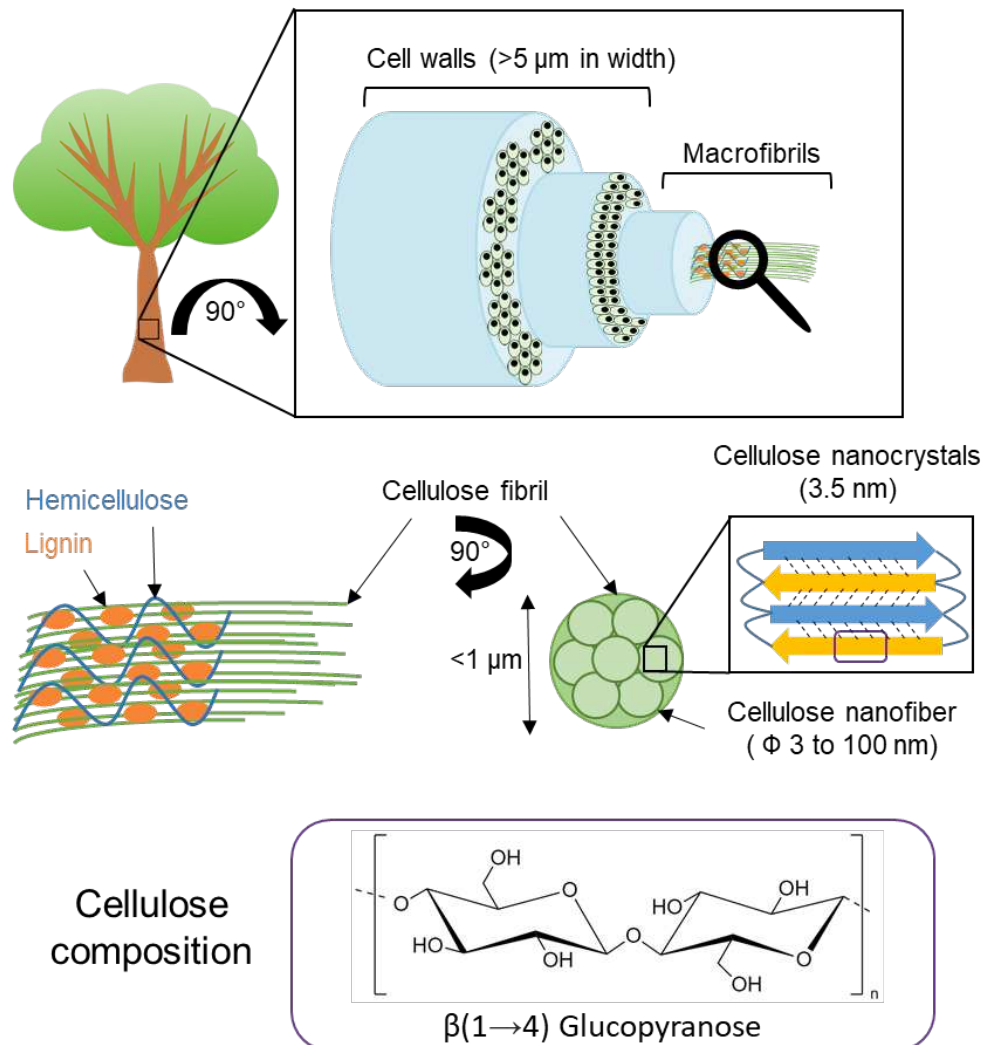 Cell walls (>5 µm in width)
Macrofibrils
90°
Cellulose nanocrystals
(3.5 nm)
Hemicellulose
Lignin
Cellulose fibril
90°
<1 µm
Cellulose nanofiber
( Φ 3 to 100 nm)
Cellulose
composition
OH
O
HO
OH
O
HO
OH
O
OH
n
β(1→4) Glucopyranose